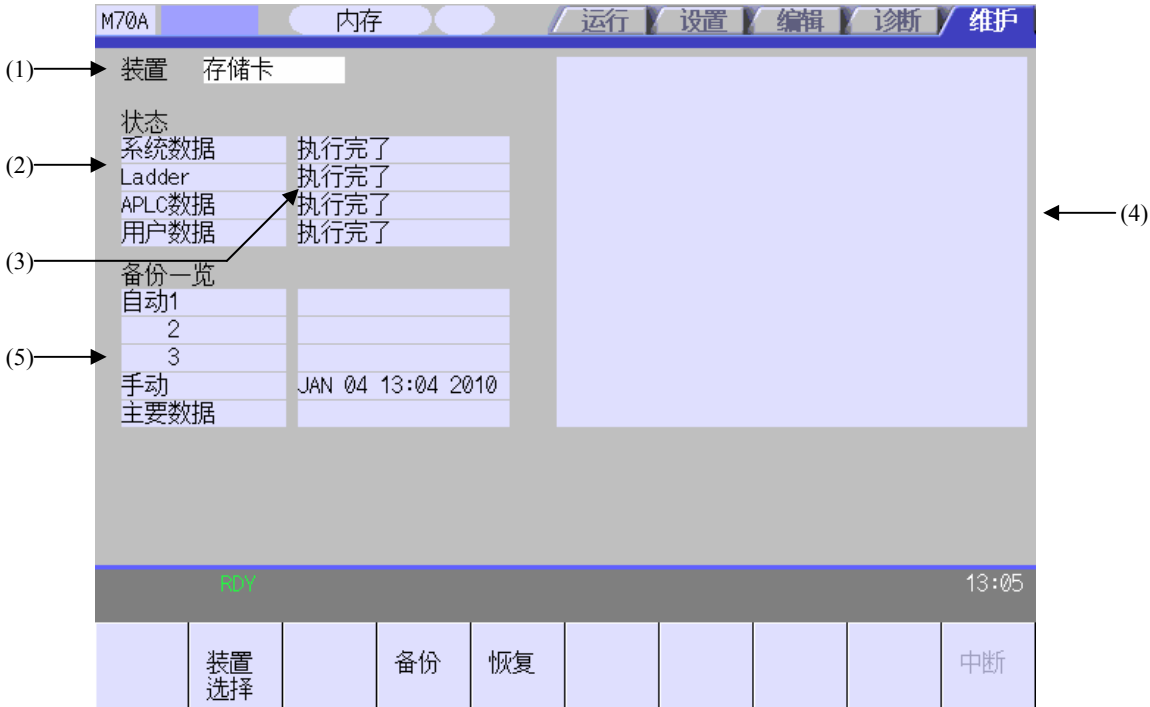 M70A 内存 运行 设置 编辑 诊断 维护
(1) 装置 存储卡
状态
系统数据 执行完了
(2)
Ladder 执行完了
APLC数据 执行完了
(4)
用户数据 执行完了
(3)
备份一览
自动1
2
(5) 3
手动 JAN 04 13:04 2010
主要数据
RDY 13:05
装置 备份 恢复 中断
选择